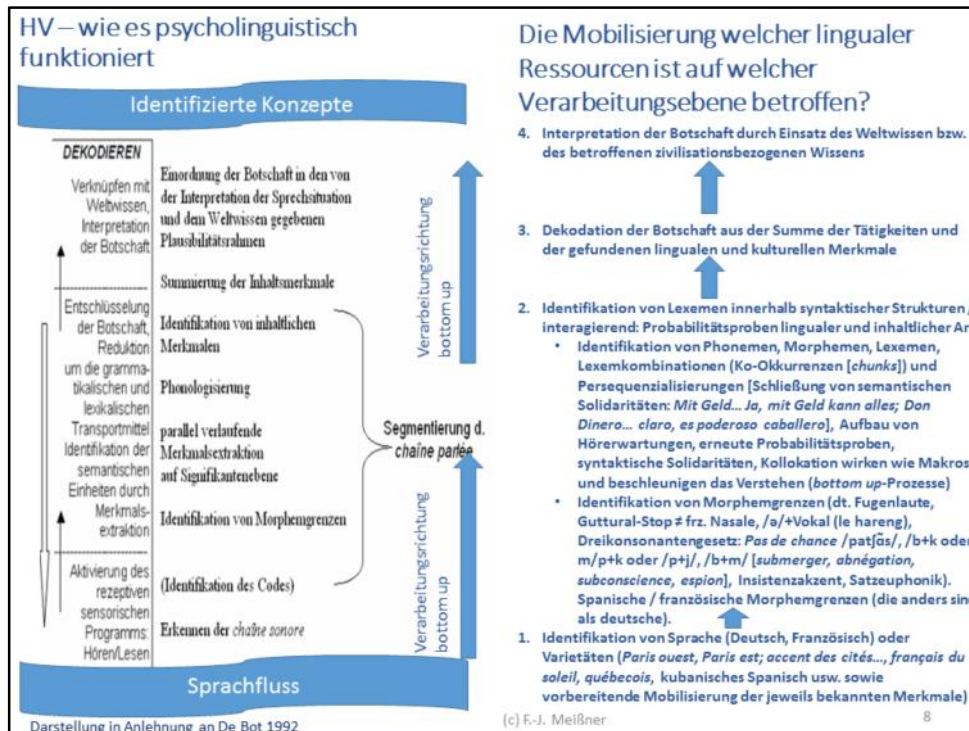 HV – wie es psycholinguistisch
funktioniert
Identifizierte Konzepte
DEKODIEREN
Verknüpfen mit
Weltwissen,
Interpretation
der Botschaft
Entschlüsselung
der Botschaft,
Reduktion
um die gramma-
tikalischen und
lexikalischen
Transportmittel
Identifikation der
semantischen
Einheiten durch
Merkmals-
extraktion
Aktivierung des
rezeptiven
sensorischen
Programms:
Hören/Lesen
Einordnung der Botschaft in den von
der Interpretation der Sprechsituation
und dem Weltwissen gegebenen
Plausibilitätsrahmen
Summierung der Inhaltsmerkmale
Identifikation von inhaltlichen
Merkmalen
Phonologisierung
parallel verlaufende
Merkmalsextraktion
auf Signifikantenebene
Identifikation von Morphemgrenzen
(Identifikation des Codes)
Erkennen der chaîne sonore
Segmentierung d.
chaîne parlée
Verarbeitungsrichtung
bottom up
Verarbeitungsrichtung
bottom up
Sprachfluss
Darstellung in Anlehnung an De Bot 1992
Die Mobilisierung welcher lingualer
Ressourcen ist auf welcher
Verarbeitungsebene betroffen?
4. Interpretation der Botschaft durch Einsatz des Weltwissen bzw.
des betroffenen zivilisationsbezogenen Wissens
3. Dekodation der Botschaft aus der Summe der Tätigkeiten und
der gefundenen lingualen und kulturellen Merkmale
2. Identifikation von Lexemen innerhalb syntaktischer Strukturen /
interagierend: Probabilitätsproben lingualer und inhaltlicher Ar
• Identifikation von Phonemen, Morphemen, Lexemen,
Lexemkombinationen (Ko-Okkurrenzen [chunks]) und
Persequenzialisierungen [Schließung von semantischen
Solidaritäten: Mit Geld... Ja, mit Geld kann alles; Don
Dinero... claro, es poderoso caballero], Aufbau von
Hörerwartungen, erneute Probabilitätsproben,
syntaktische Solidaritäten, Kollokation wirken wie Makros
und beschleunigen das Verstehen (bottom up-Prozesse)
• Identifikation von Morphemgrenzen (dt. Fugenlaute,
Guttural-Stop ≠ frz. Nasale, /ə/+Vokal (le hareng),
Dreikonsonantengesetz: Pas de chance /patʃãs/, /b+k oder
m/p+k oder /p+j/, /b+m/ [submerger, abnégation,
subconscience, espion], Insistenzakzent, Satzeuphonik).
Spanische / französische Morphemgrenzen (die anders sin
als deutsche).
1. Identifikation von Sprache (Deutsch, Französisch) oder
Varietäten (Paris ouest, Paris est; accent des cités..., français du
soleil, québecois, kubanisches Spanisch usw. sowie
vorbereitende Mobilisierung der jeweils bekannten Merkmale)
(c) F.-J. Meißner
8